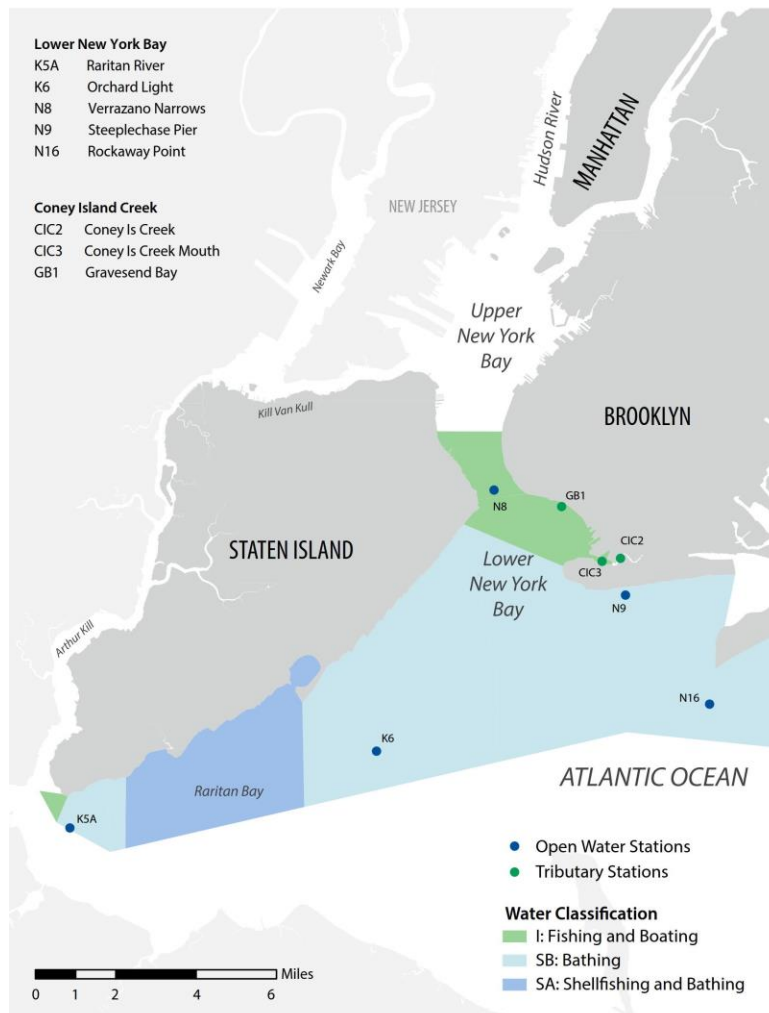 Lower New York Bay
K5A Raritan River
K6 Orchard Light
N8 Verrazano Narrows
N9 Steeplechase Pier
N16 Rockaway Point
Coney Island Creek
CIC2 Coney Is Creek
CIC3 Coney Is Creek Mouth
GB1 Gravesend Bay
Hudson River
MANHATTAN
NEW JERSEY
Newark Bay
Upper
New York
Bay
Kill Van Kull
BROOKLYN
N8
GB1
STATEN ISLAND
CIC2
CIC3
Lower
New York
Bay
N9
Arthur Kill
N16
K6
ATLANTIC OCEAN
Raritan Bay
K5A
Open Water Stations
Tributary Stations
Water Classification
I: Fishing and Boating
SB: Bathing
SA: Shellfishing and Bathing
Miles
0 1 2 4 6